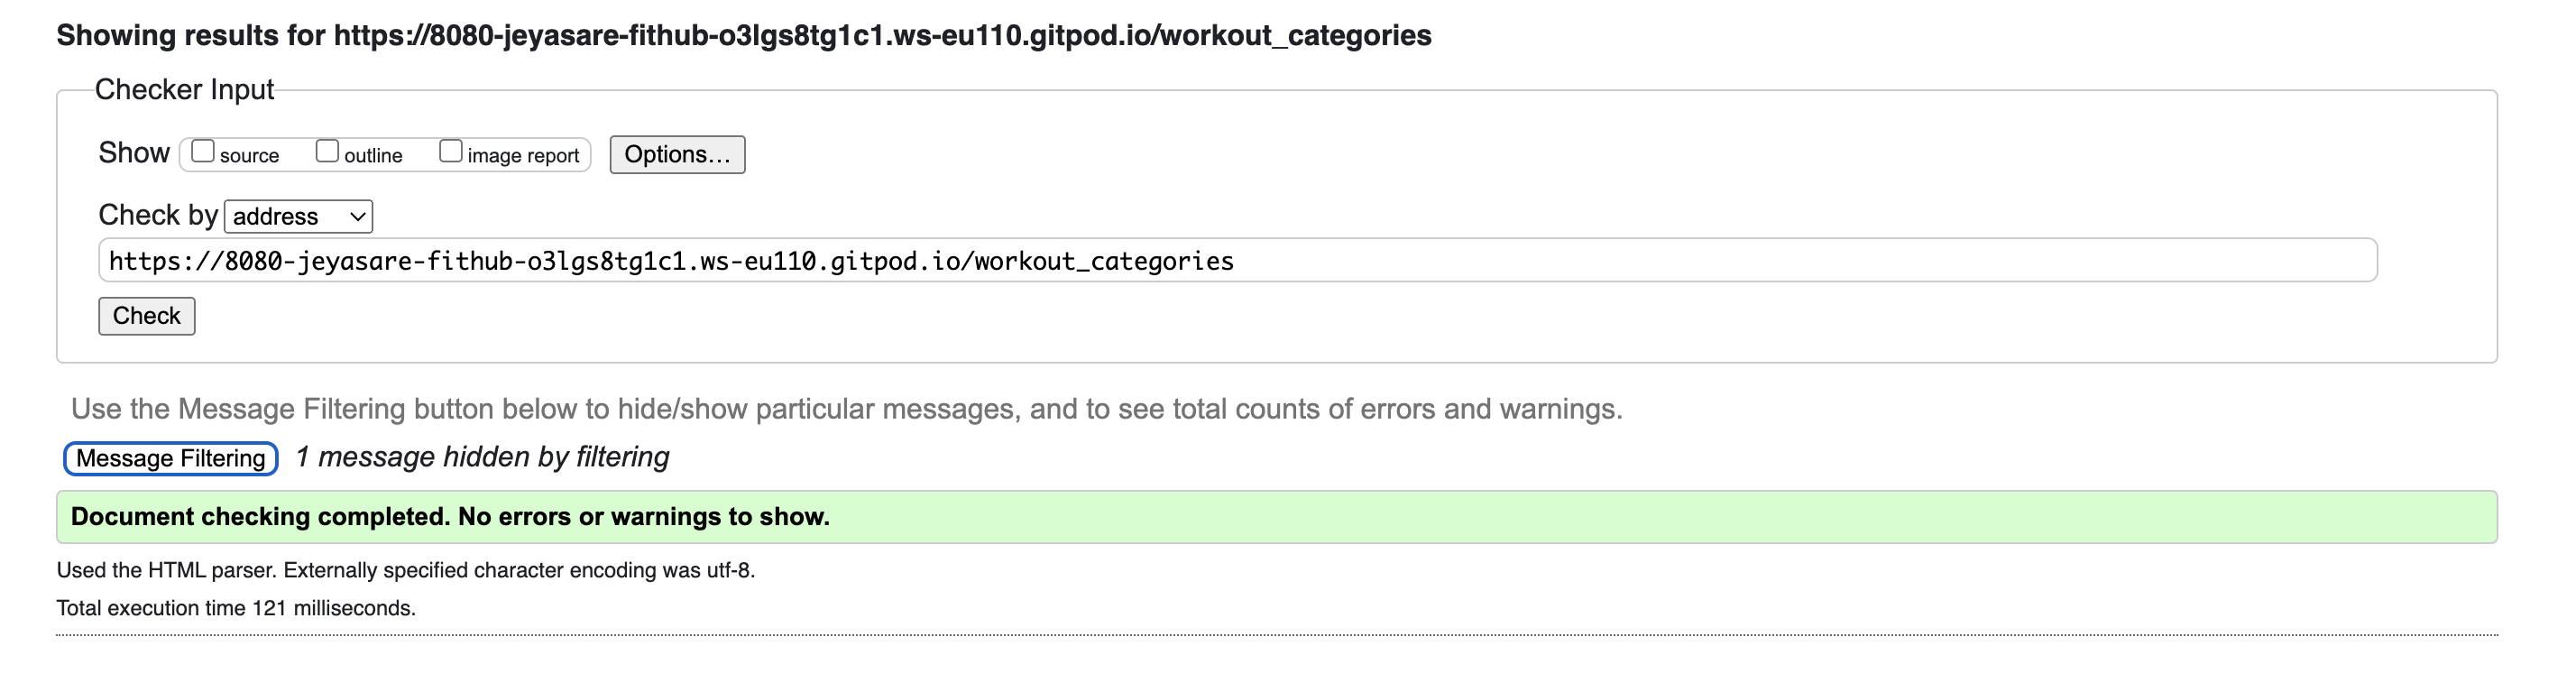 Showing results for https://8080-jeyasare-fithub-o3lgs8tg1c1.ws-eu110.gitpod.io/workout_categories
Checker Input
Show source outline image report Options...
Check by address
https://8080-jeyasare-fithub-o3lgs8tg1c1.ws-eu110.gitpod.io/workout_categories
Check
Use the Message Filtering button below to hide/show particular messages, and to see total counts of errors and warnings.
Message Filtering 1 message hidden by filtering
Document checking completed. No errors or warnings to show.
Used the HTML parser. Externally specified character encoding was utf-8.
Total execution time 121 milliseconds.